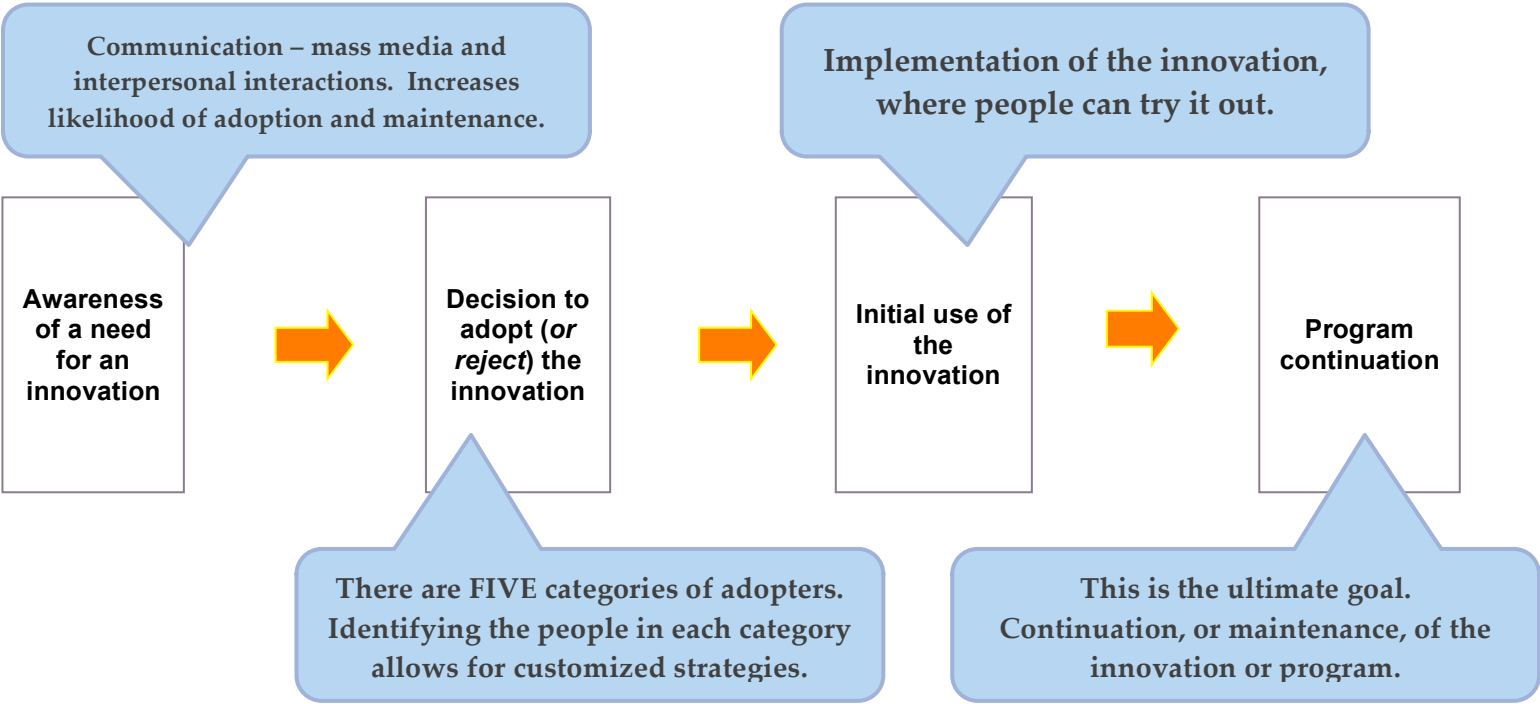 Communication – mass media and
interpersonal interactions.  Increases
likelihood of adoption and maintenance.
Implementation of the innovation,
where people can try it out.
Awareness
of a need
for an
innovation
Decision to
adopt (or
reject) the
innovation
Initial use of
the
innovation
Program
continuation
There are FIVE categories of adopters.
Identifying the people in each category
allows for customized strategies.
This is the ultimate goal.
Continuation, or maintenance, of the
innovation or program.